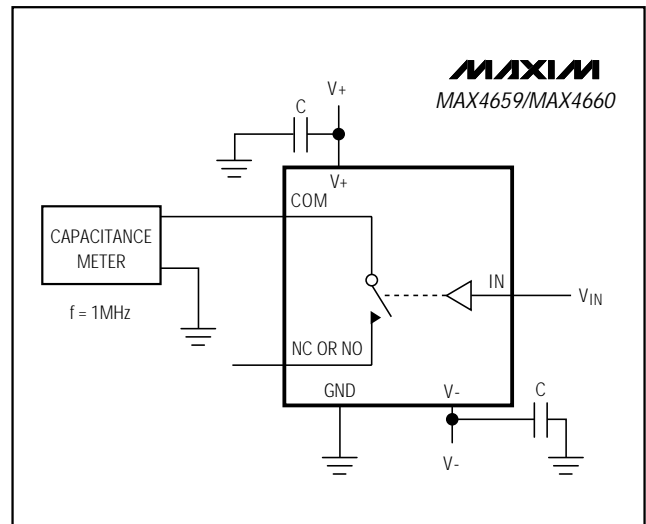 MAXIM
MAX4659/MAX4660
V+
C
V+
COM
CAPACITANCE
METER
IN
VIN
f = 1MHz
NC OR NO
GND
V-
C
V-